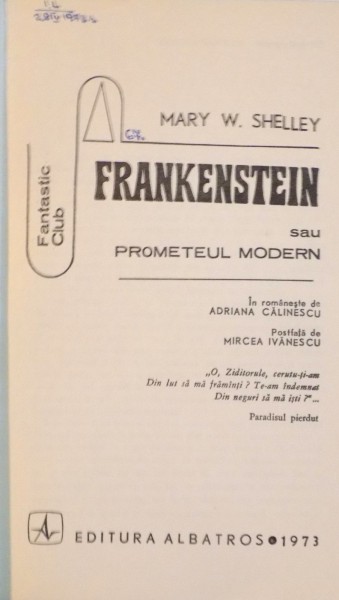 MARY W. SHELLEY
67.
Fantastic
Club
FRANKENSTEIN
sau
PROMETEUL MODERN
În românește de
ADRIANA CĂLINESCU
Postfață de
MIRCEA IVĂNESCU
„O, Ziditorule, cerutu-ți-am
Din lut să mă frămînți ? Te-am îndemnat
Din neguri să mă iști ?"...
Paradisul pierdut
EDITURA ALBATROS 1973